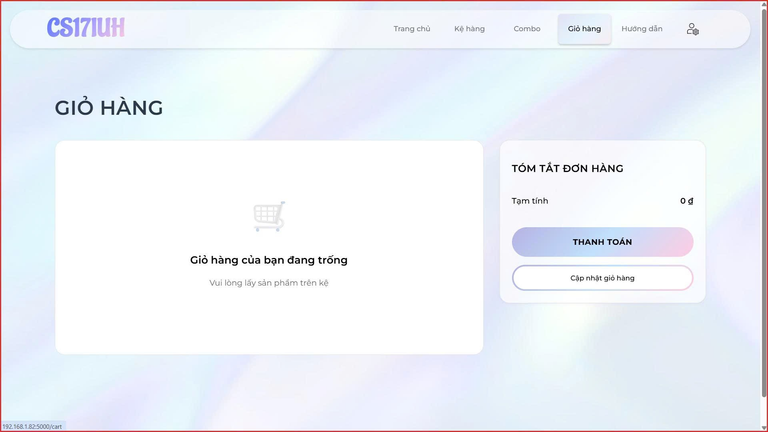 CS171UH
Trang chủ
Kệ hàng
Combo
Giỏ hàng
Hướng dẫn
GIỎ HÀNG
Giỏ hàng của bạn đang trống
Vui lòng lấy sản phẩm trên kệ
TÓM TẮT ĐƠN HÀNG
Tạm tính 0 ₫
THANH TOÁN
Cập nhật giỏ hàng
192.168.1.82:5000/cart